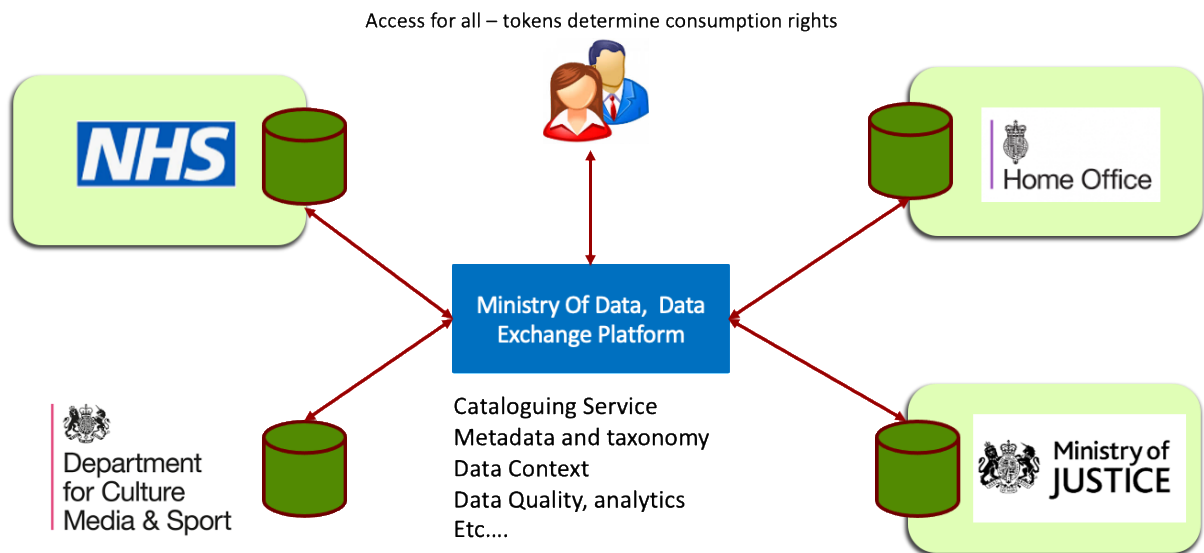 Access for all – tokens determine consumption rights
NHS
Home Office
Ministry Of Data,  Data
Exchange Platform
Department
for Culture
Media & Sport
Cataloguing Service
Metadata and taxonomy
Data Context
Data Quality, analytics
Etc....
Ministry of
JUSTICE